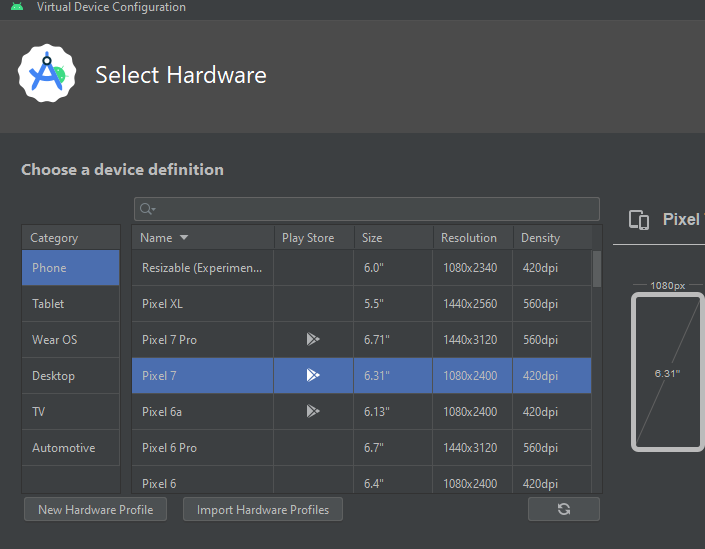 Virtual Device Configuration
Select Hardware
Choose a device definition
Category
Phone
Tablet
Wear OS
Desktop
TV
Automotive
Name Play Store Size Resolution Density
Resizable (Experimen... 6.0" 1080x2340 420dpi
Pixel XL 5.5" 1440x2560 560dpi
Pixel 7 Pro 6.71" 1440x3120 560dpi
Pixel 7 6.31" 1080x2400 420dpi
Pixel 6a 6.13" 1080x2400 420dpi
Pixel 6 Pro 6.7" 1440x3120 560dpi
Pixel 6 6.4" 1080x2400 420dpi
New Hardware Profile Import Hardware Profiles
Pixel
1080px
6.31"